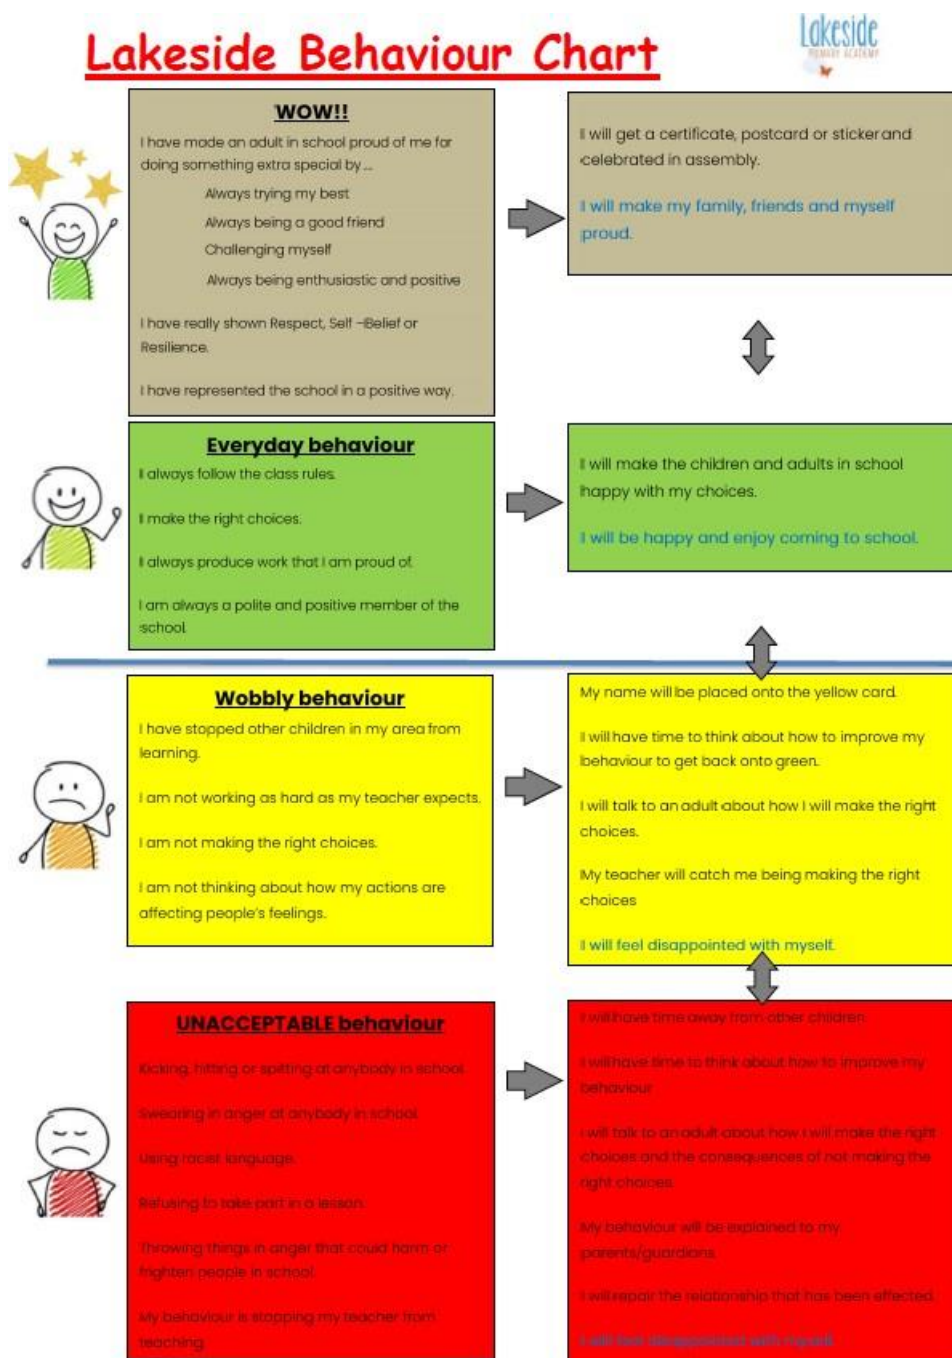 Lakeside Behaviour Chart
Lakeside
PRIMARY ACADEMY
WOW!!
I have made an adult in school proud of me for
doing something extra special by ...
Always trying my best
Always being a good friend
Challenging myself
Always being enthusiastic and positive
I have really shown Respect, Self –Belief or
Resilience.
I have represented the school in a positive way.
I will get a certificate, postcard or sticker and
celebrated in assembly.
I will make my family, friends and myself
proud.
Everyday behaviour
I always follow the class rules.
I make the right choices.
I always produce work that I am proud of.
I am always a polite and positive member of the
school.
I will make the children and adults in school
happy with my choices.
I will be happy and enjoy coming to school.
Wobbly behaviour
I have stopped other children in my area from
learning.
I am not working as hard as my teacher expects.
I am not making the right choices.
I am not thinking about how my actions are
affecting people's feelings.
My name will be placed onto the yellow card.
I will have time to think about how to improve my
behaviour to get back onto green.
I will talk to an adult about how I will make the right
choices.
My teacher will catch me being making the right
choices
I will feel disappointed with myself.
UNACCEPTABLE behaviour
Kicking, hitting or spitting at anybody in school.
Swearing in anger at anybody in school.
Using racist language.
Refusing to take part in a lesson.
Throwing things in anger that could harm or
frighten people in school.
My behaviour is stopping my teacher from
teaching.
I will have time away from other children.
I will have time to think about how to improve my
behaviour
I will talk to an adult about how I will make the right
choices and the consequences of not making the
right choices.
My behaviour will be explained to my
parents/guardians.
I will repair the relationship that has been effected.
I will feel disappointed with myself.